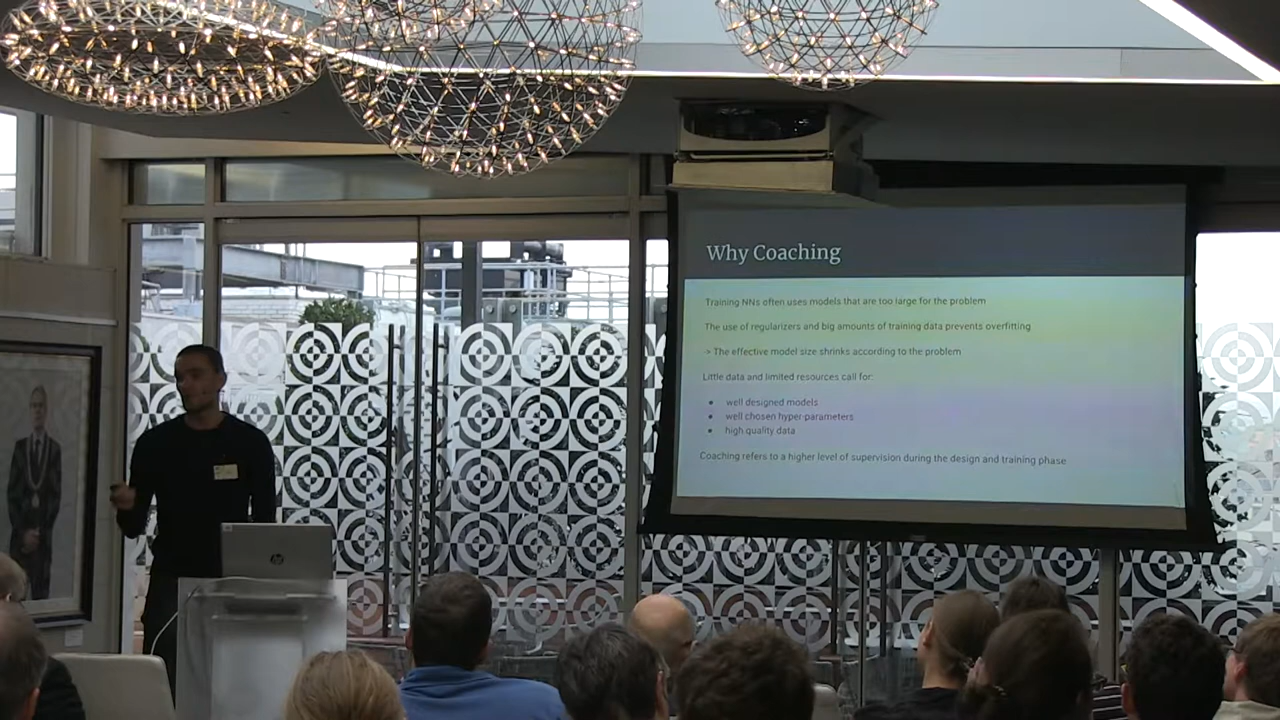 Why Coaching
Training NNs often uses models that are too large for the problem
The use of regularizers and big amounts of training data prevents overfitting
> The effective model size shrinks according to the problem
Little data and limited resources call for:
● well designed models
● well chosen hyper-parameters
● high quality data
Coaching refers to a higher level of supervision during the design and training phase
hp